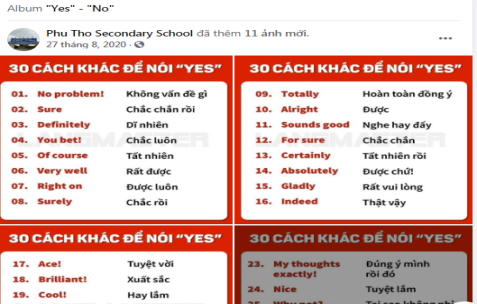 Album "Yes" - "No"
Phu Tho Secondary School đã thêm 11 ảnh mới.
27 tháng 8, 2020 ·
30 CÁCH KHÁC ĐỂ NÓI "YES"
01. No problem! Không vấn đề gì
02. Sure Chắc chắn rồi
03. Definitely Dĩ nhiên
04. You bet! Chắc luôn
05. Of course Tất nhiên
06. Very well Rất được
07. Right on Được luôn
08. Surely Chắc rồi
30 CÁCH KHÁC ĐỂ NÓI "YES"
09. Totally Hoàn toàn đồng ý
10. Alright Được
11. Sounds good Nghe hay đấy
12. For sure Chắc chắn
13. Certainly Tất nhiên rồi
14. Absolutely Được chứ!
15. Gladly Rất vui lòng
16. Indeed Thật vậy
30 CÁCH KHÁC ĐỂ NÓI "YES"
17. Ace! Tuyệt vời
18. Brilliant! Xuất sắc
19. Cool! Hay lắm
30 CÁCH KHÁC ĐỂ NÓI "YES"
23. My thoughts exactly! Đúng ý mình rồi đó
24. Nice Tuyệt lắm